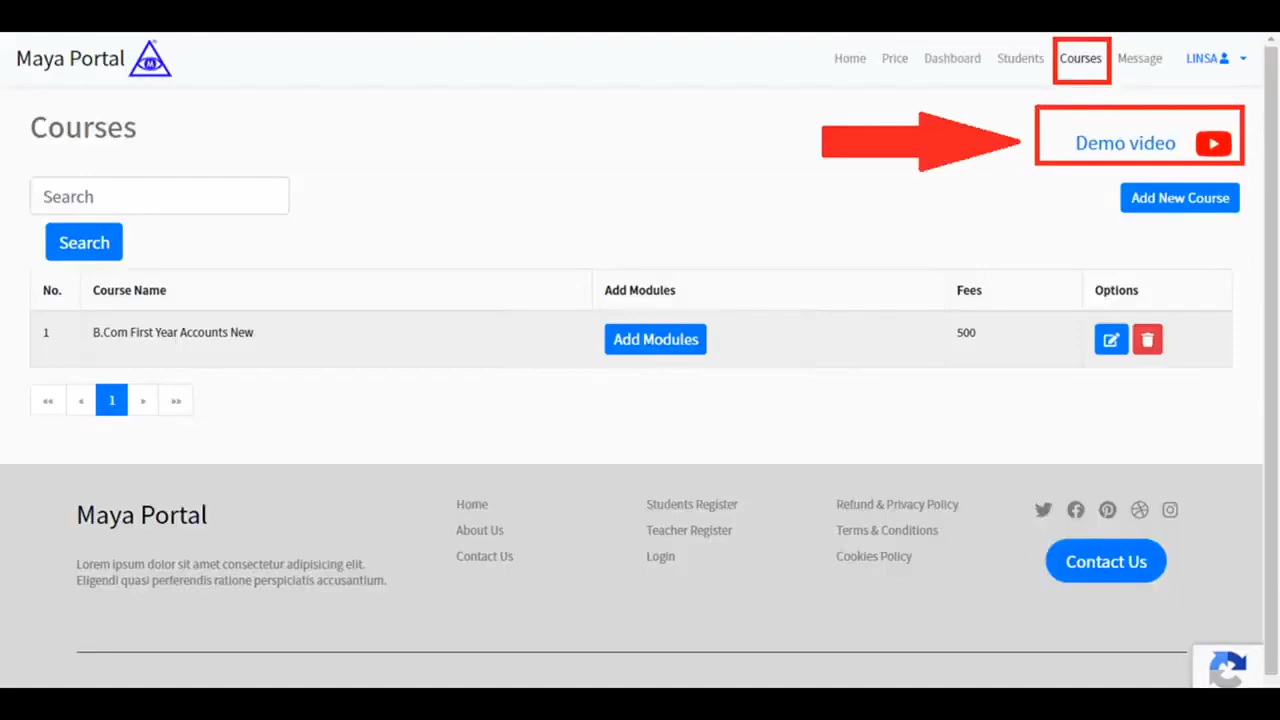 Maya Portal M Home Price Dashboard Students Courses Message LINSA
Courses
Demo video
Search
Add New Course
Search
No. Course Name Add Modules Fees Options
1 B.Com First Year Accounts New Add Modules 500
«« « 1 » »»
Maya Portal
Lorem ipsum dolor sit amet consectetur adipisicing elit.
Eligendi quasi perferendis ratione perspiciatis accusantium.
Home
About Us
Contact Us
Students Register
Teacher Register
Login
Refund & Privacy Policy
Terms & Conditions
Cookies Policy
Contact Us